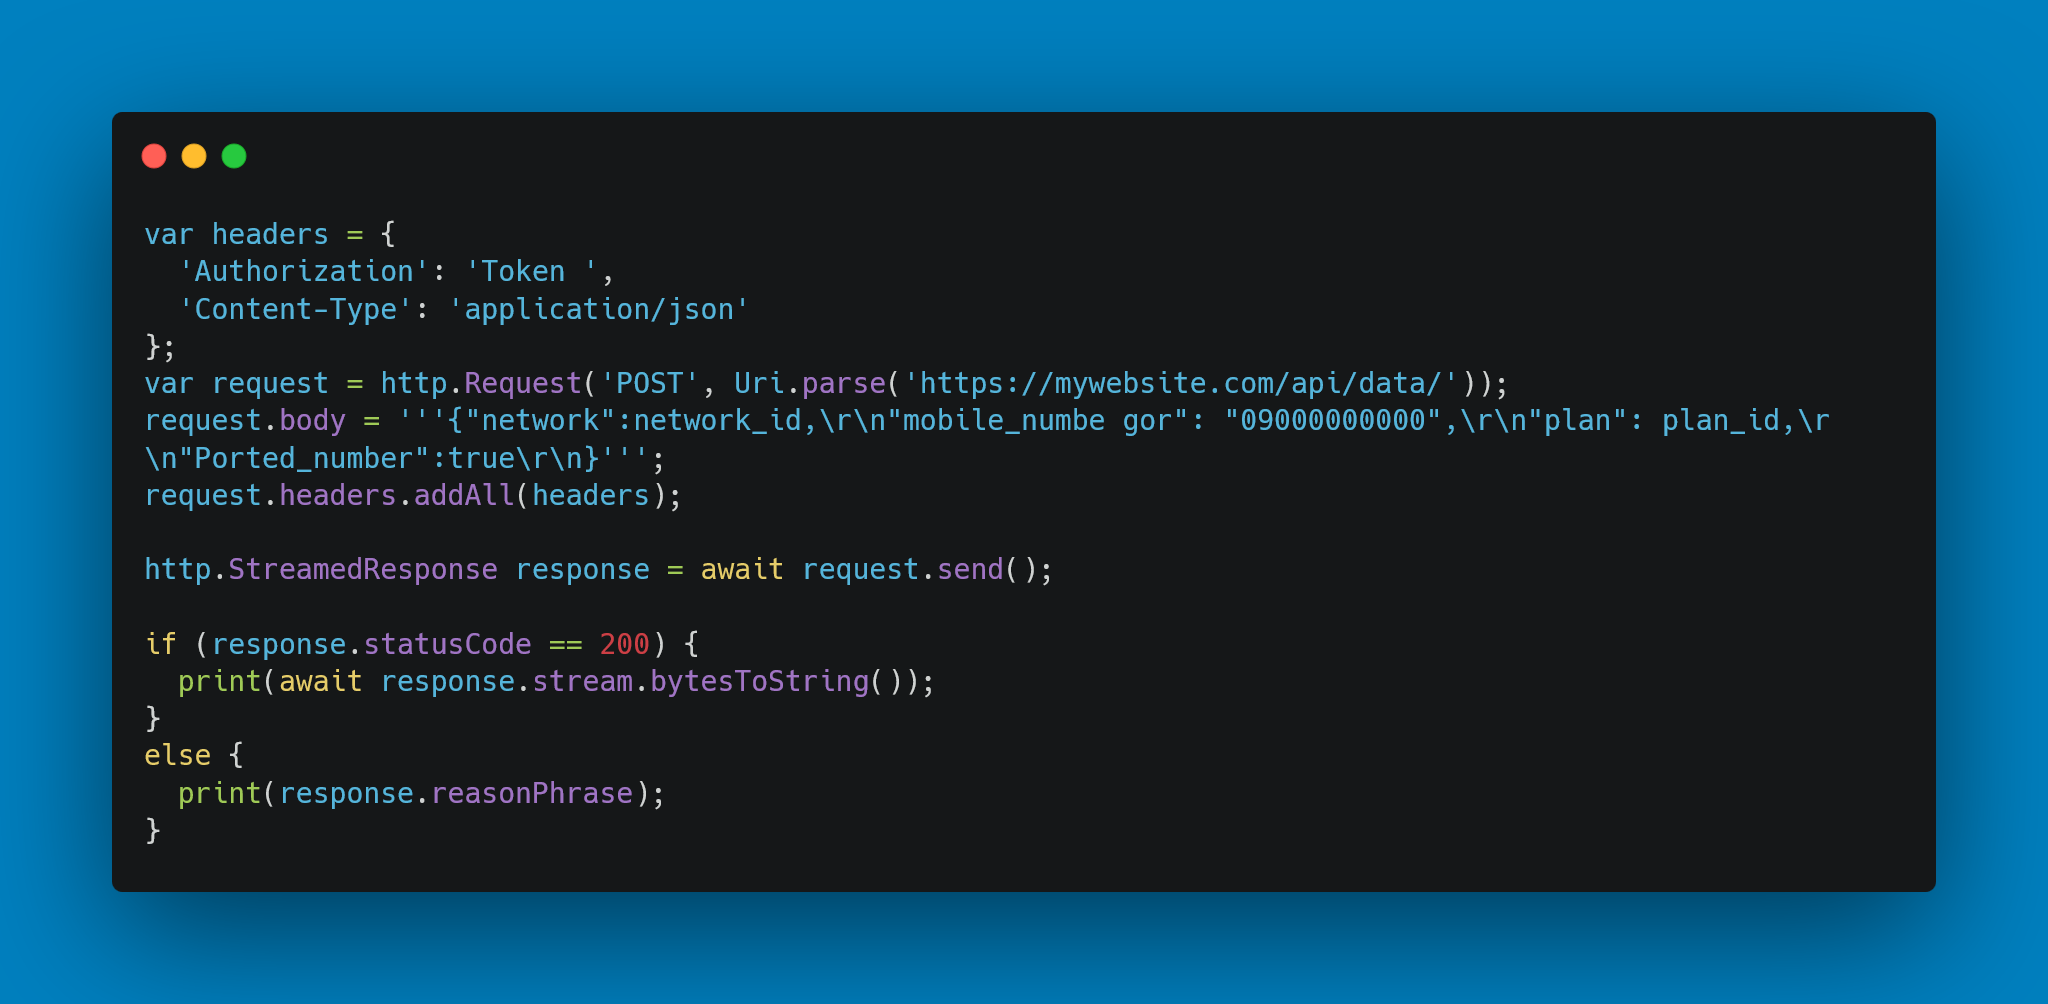 var headers = {
  'Authorization': 'Token ',
  'Content-Type': 'application/json'
};
var request = http.Request('POST', Uri.parse('https://mywebsite.com/api/data/'));
request.body = '''{"network":network_id,\r\n"mobile_numbe gor": "09000000000",\r\n"plan": plan_id,\r
\n"Ported_number":true\r\n}''';
request.headers.addAll(headers);

http.StreamedResponse response = await request.send();

if (response.statusCode == 200) {
  print(await response.stream.bytesToString());
}
else {
  print(response.reasonPhrase);
}